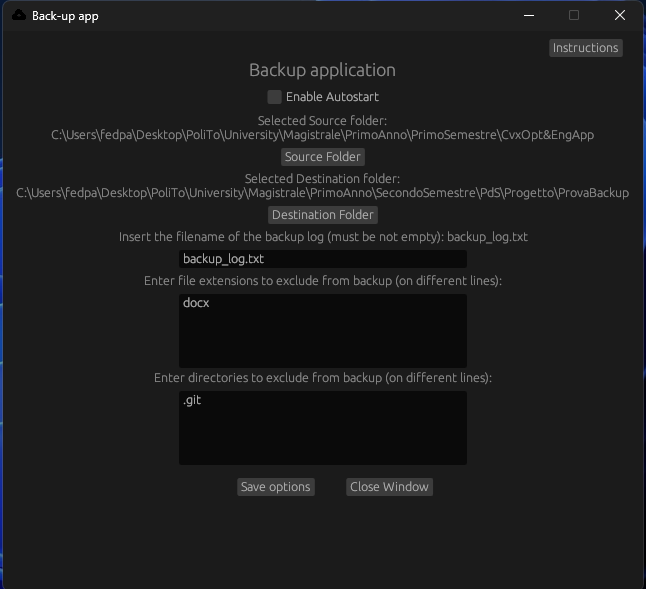 Back-up app
Instructions
Backup application
Enable Autostart
Selected Source folder:
C:\Users\fedpa\Desktop\PoliTo\University\Magistrale\PrimoAnno\PrimoSemestre\CvxOpt&EngApp
Source Folder
Selected Destination folder:
C:\Users\fedpa\Desktop\PoliTo\University\Magistrale\PrimoAnno\SecondoSemestre\PdS\Progetto\ProvaBackup
Destination Folder
Insert the filename of the backup log (must be not empty): backup_log.txt
backup_log.txt
Enter file extensions to exclude from backup (on different lines):
docx
Enter directories to exclude from backup (on different lines):
.git
Save options
Close Window